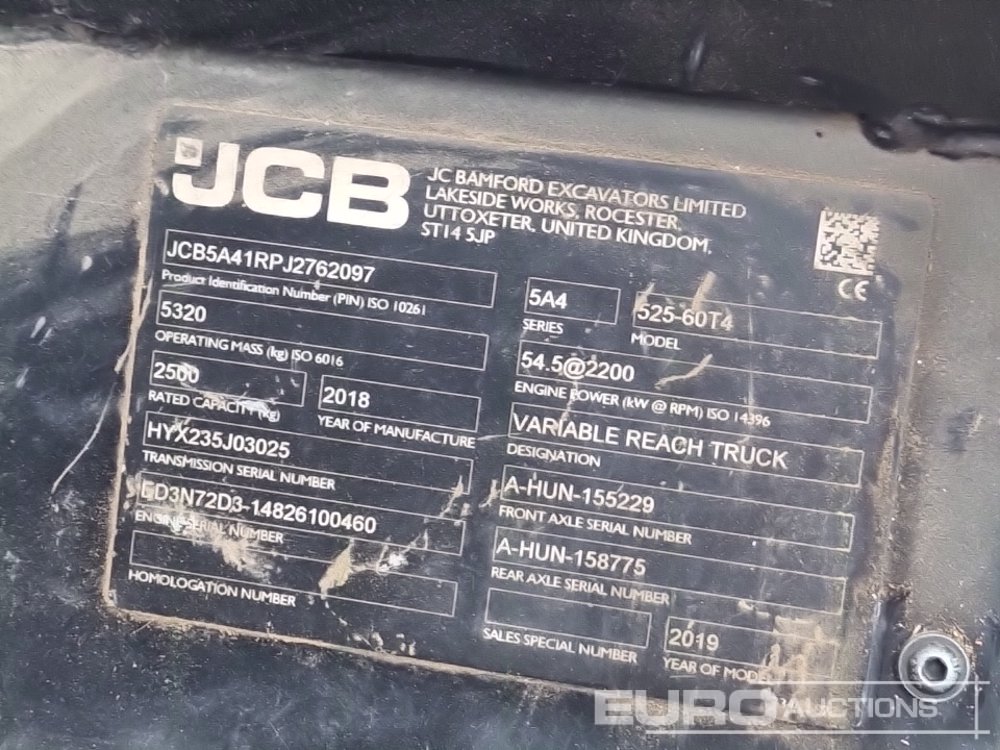 JCB
JC BAMFORD EXCAVATORS LIMITED
LAKESIDE WORKS, ROCESTER,
UTTOXETER, UNITED KINGDOM,
ST14 5JP
CE
JCB5A41RPJ2762097
Product Identification Number (PIN) ISO 10261
5320
OPERATING MASS (kg) ISO 6016
2500
RATED CAPACITY (kg)
2018
YEAR OF MANUFACTURE
HYX235J03025
TRANSMISSION SERIAL NUMBER
D3N72D3-14826100460
ENGINE SERIAL NUMBER
HOMOLOGATION NUMBER
5A4
SERIES
525-60T4
MODEL
54.5@2200
ENGINE POWER (kW @ RPM) ISO 14396
VARIABLE REACH TRUCK
DESIGNATION
A-HUN-155229
FRONT AXLE SERIAL NUMBER
A-HUN-158775
REAR AXLE SERIAL NUMBER
SALES SPECIAL NUMBER
2019
YEAR OF MODEL
EURO AUCTIONS